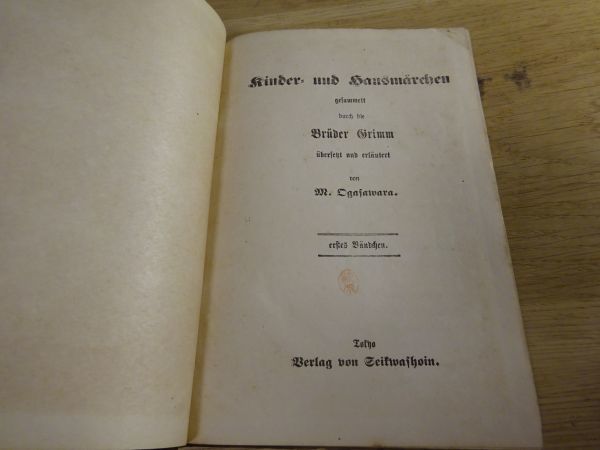 Kinder- und Hausmärchen
gesammelt
durch die
Brüder Grimm
übersetzt und erläutert
von
M. Ogasawara.
erstes Bändchen.
Tokyo
Verlag von Seikwashoin.